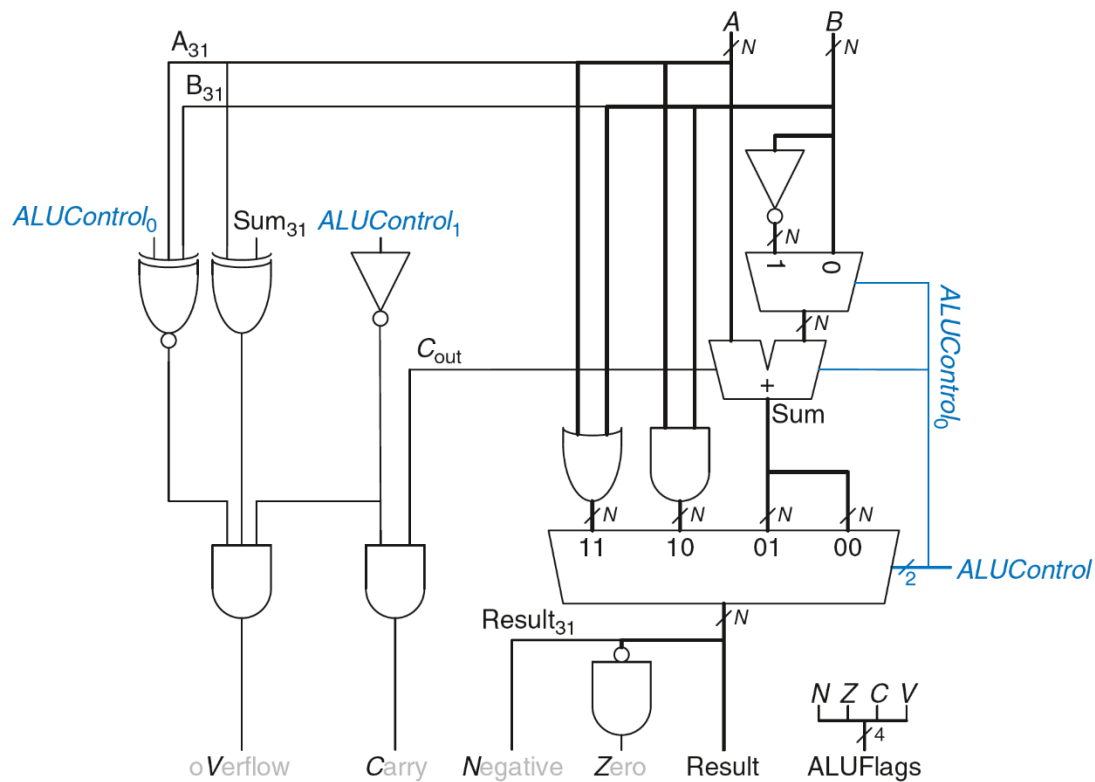 A B
N N
A31
B31
ALUControl0 Sum31 ALUControl1
N
1 0
N
ALUControl0
Cout
+
Sum
N N N N
11 10 01 00
2 ALUControl
N
Result31
N Z C V
4
oVerflow Carry Negative Zero Result ALUFlags